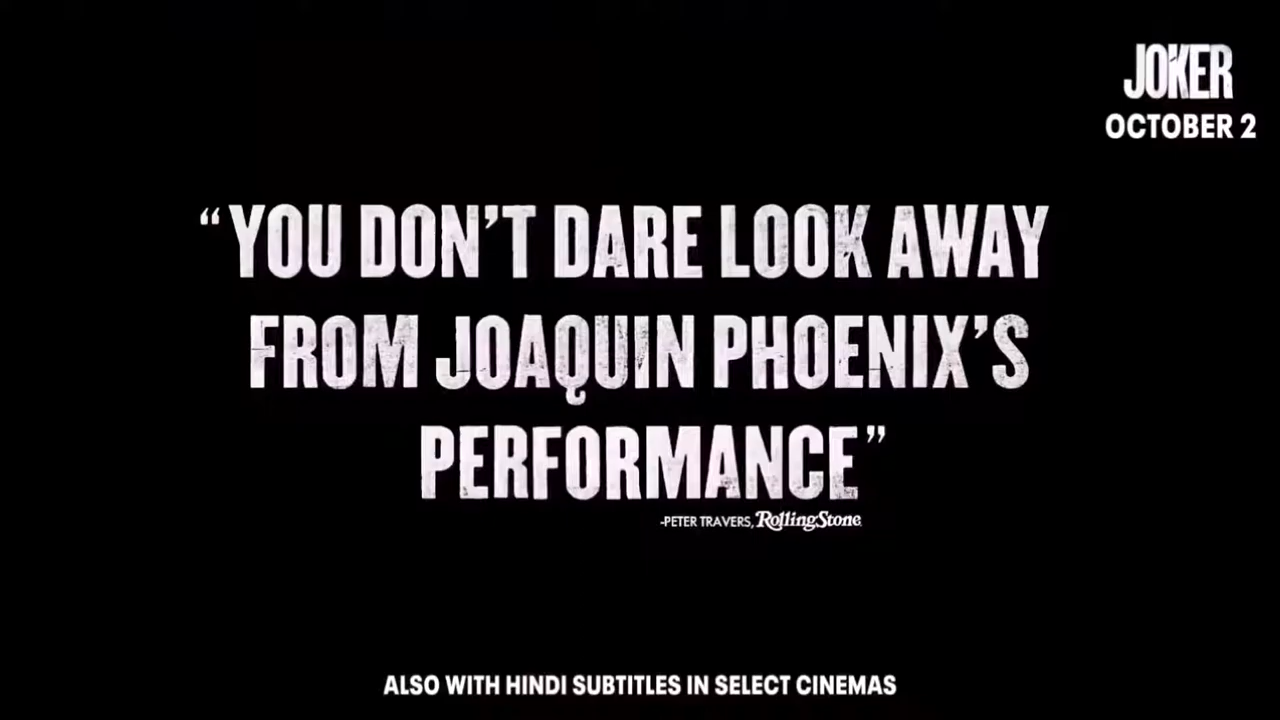 JOKER
OCTOBER 2
“YOU DON’T DARE LOOK AWAY
FROM JOAQUIN PHOENIX’S
PERFORMANCE”
-PETER TRAVERS, RollingStone
ALSO WITH HINDI SUBTITLES IN SELECT CINEMAS